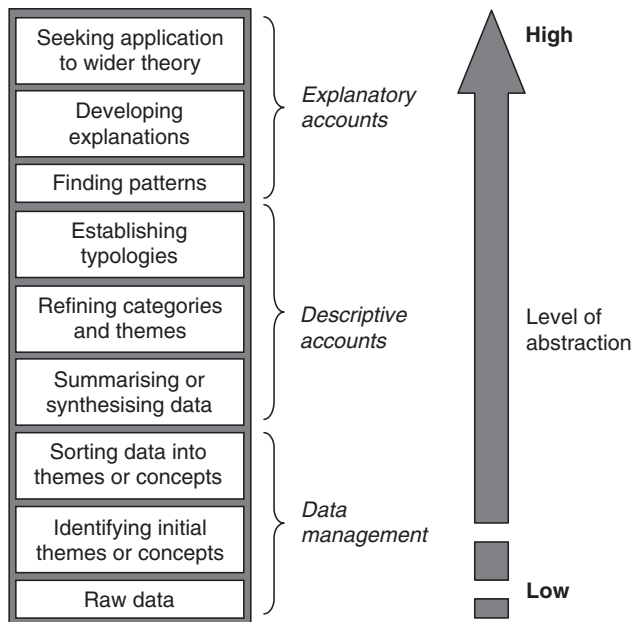 Seeking application
to wider theory
Developing
explanations
Finding patterns
Establishing
typologies
Refining categories
and themes
Summarising or
synthesising data
Sorting data into
themes or concepts
Identifying initial
themes or concepts
Raw data
Explanatory
accounts
Descriptive
accounts
Data
management
High
Level of
abstraction
Low